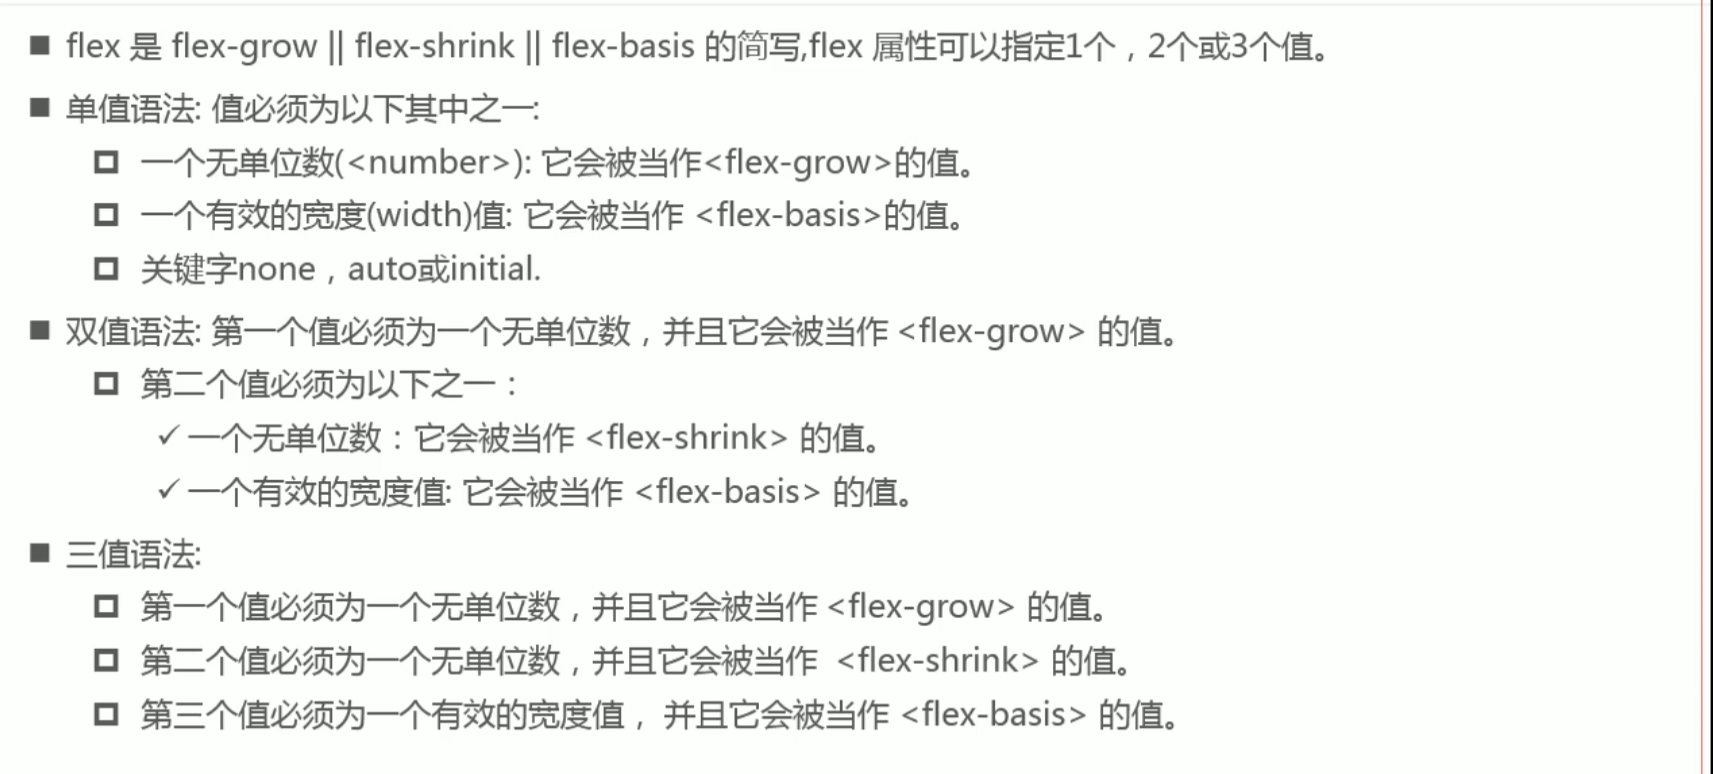 ■ flex 是 flex-grow || flex-shrink || flex-basis 的简写,flex 属性可以指定1个，2个或3个值。
■ 单值语法: 值必须为以下其中之一:
一个无单位数(<number>): 它会被当作<flex-grow>的值。
一个有效的宽度(width)值: 它会被当作 <flex-basis>的值。
关键字none，auto或initial.
■ 双值语法: 第一个值必须为一个无单位数，并且它会被当作 <flex-grow> 的值。
第二个值必须为以下之一：
✓ 一个无单位数：它会被当作 <flex-shrink> 的值。
✓ 一个有效的宽度值: 它会被当作 <flex-basis> 的值。
■ 三值语法:
第一个值必须为一个无单位数，并且它会被当作 <flex-grow> 的值。
第二个值必须为一个无单位数，并且它会被当作 <flex-shrink> 的值。
第三个值必须为一个有效的宽度值， 并且它会被当作 <flex-basis> 的值。